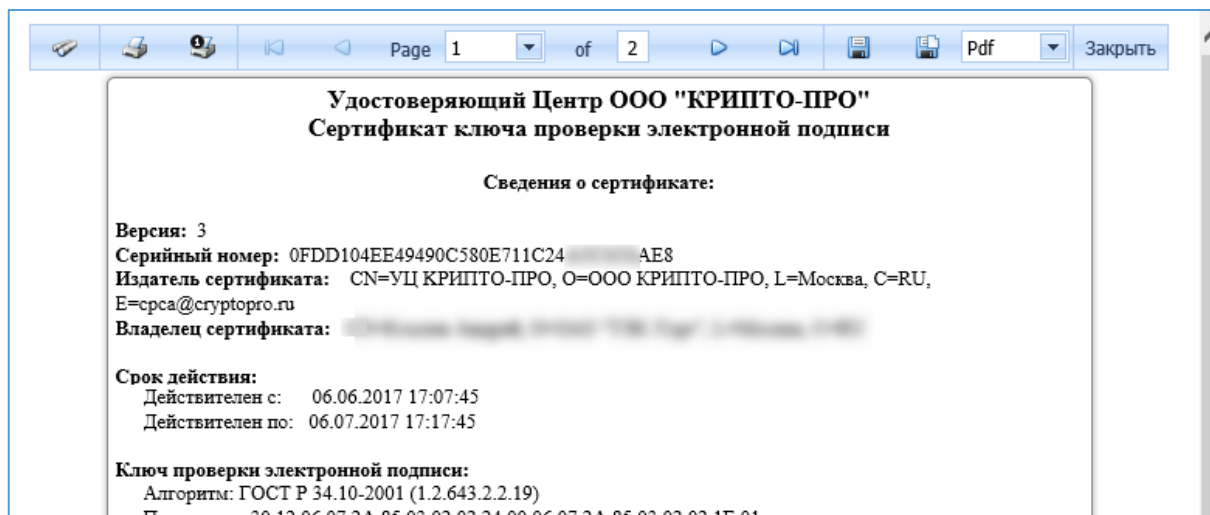 Page 1 of 2 Pdf Закрыть
Удостоверяющий Центр ООО "КРИПТО-ПРО"
Сертификат ключа проверки электронной подписи
Сведения о сертификате:
Версия: 3
Серийный номер: 0FDD104EE49490C580E711C24 AE8
Издатель сертификата: CN=УЦ КРИПТО-ПРО, O=ООО КРИПТО-ПРО, L=Москва, C=RU,
E=cpca@cryptopro.ru
Владелец сертификата:
Срок действия:
Действителен с: 06.06.2017 17:07:45
Действителен по: 06.07.2017 17:17:45
Ключ проверки электронной подписи:
Алгоритм: ГОСТ Р 34.10-2001 (1.2.643.2.2.19)